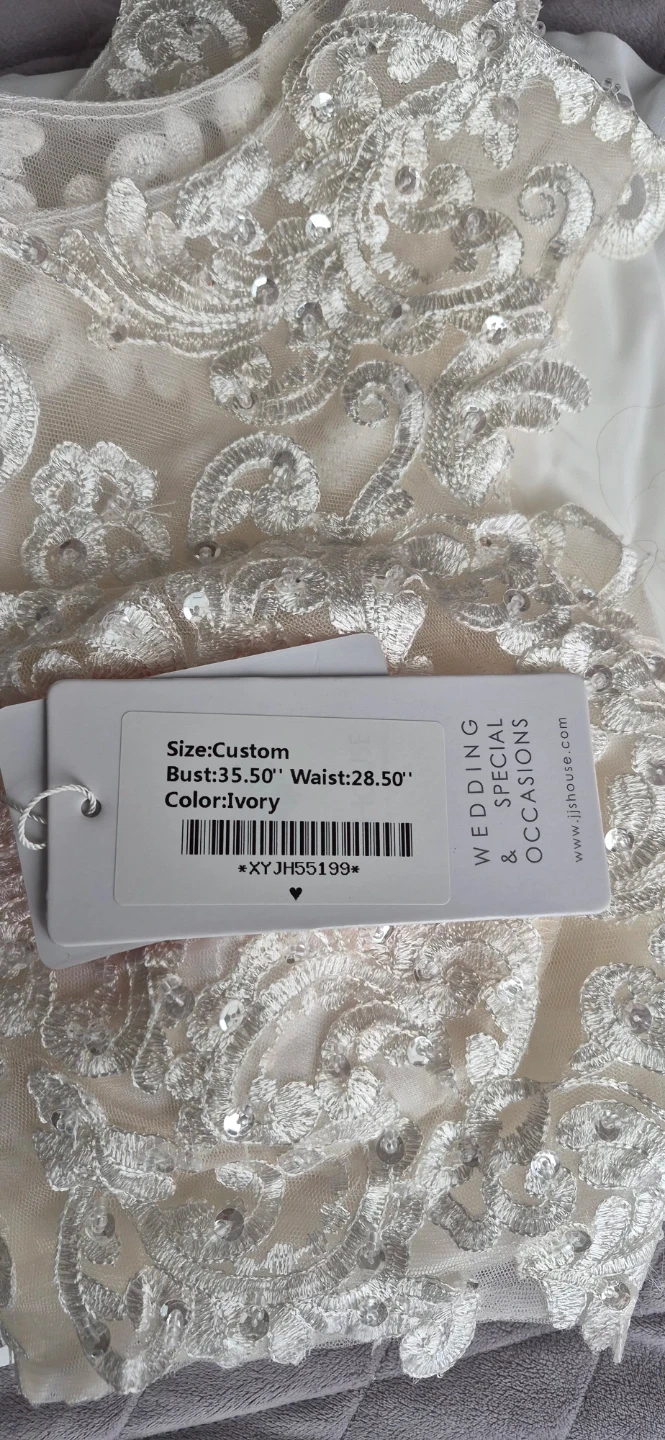 Size:Custom
Bust:35.50'' Waist:28.50''
Color:Ivory
*XYJH55199*
♥
WEDDING
SPECIAL
& OCCASIONS
www.jjshouse.com